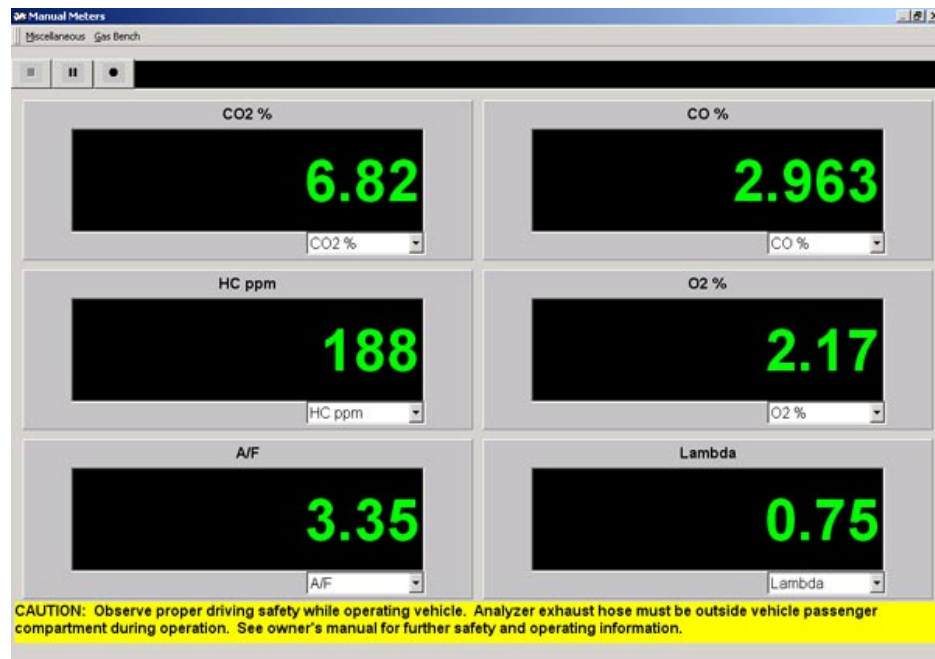 Manual Meters
Miscellaneous Gas Bench
CO2 % CO %
6.82 2.963
CO2 % CO %
HC ppm O2 %
188 2.17
HC ppm O2 %
A/F Lambda
3.35 0.75
A/F Lambda
CAUTION: Observe proper driving safety while operating vehicle. Analyzer exhaust hose must be outside vehicle passenger
compartment during operation. See owner's manual for further safety and operating information.